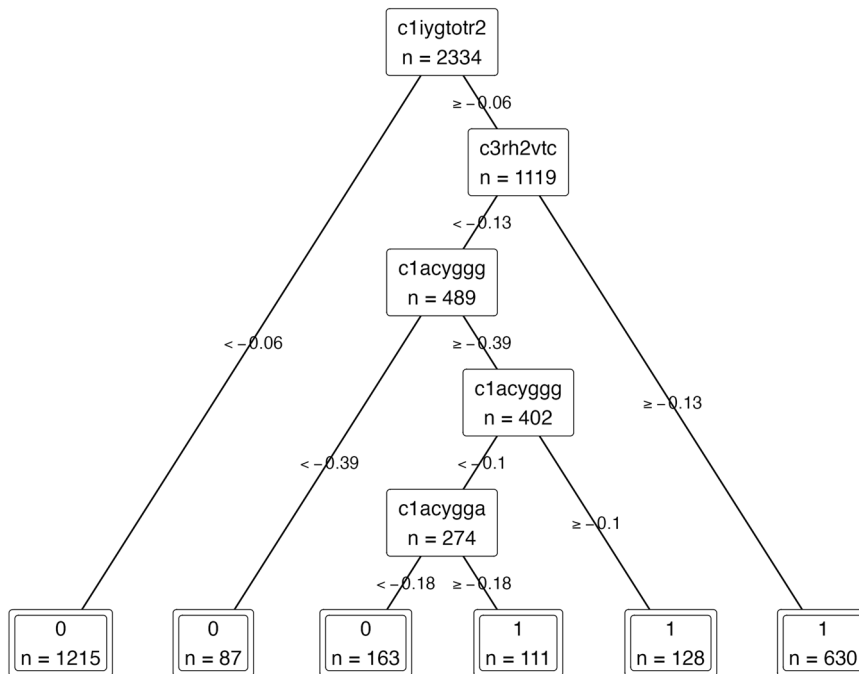 c1iygtotr2
n = 2334
≥ −0.06
c3rh2vtc
n = 1119
< −0.13
c1acyggg
n = 489
< −0.06
≥ −0.39
c1acyggg
n = 402
≥ −0.13
< −0.39
< −0.1
c1acygga
n = 274
≥ −0.1
< −0.18
≥ −0.18
0
n = 1215
0
n = 87
0
n = 163
1
n = 111
1
n = 128
1
n = 630